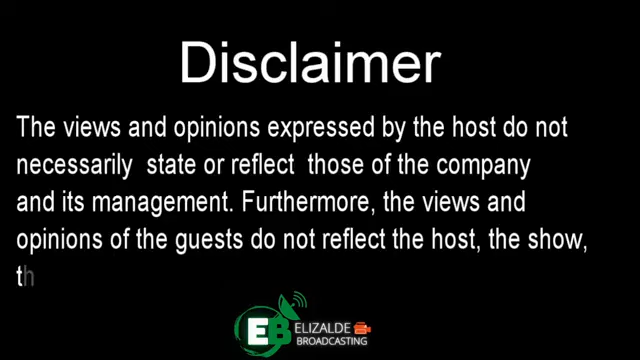 Disclaimer
The views and opinions expressed by the host do not
necessarily state or reflect those of the company
and its management. Furthermore, the views and
opinions of the guests do not reflect the host, the show,
th
EB ELIZALDE
BROADCASTING